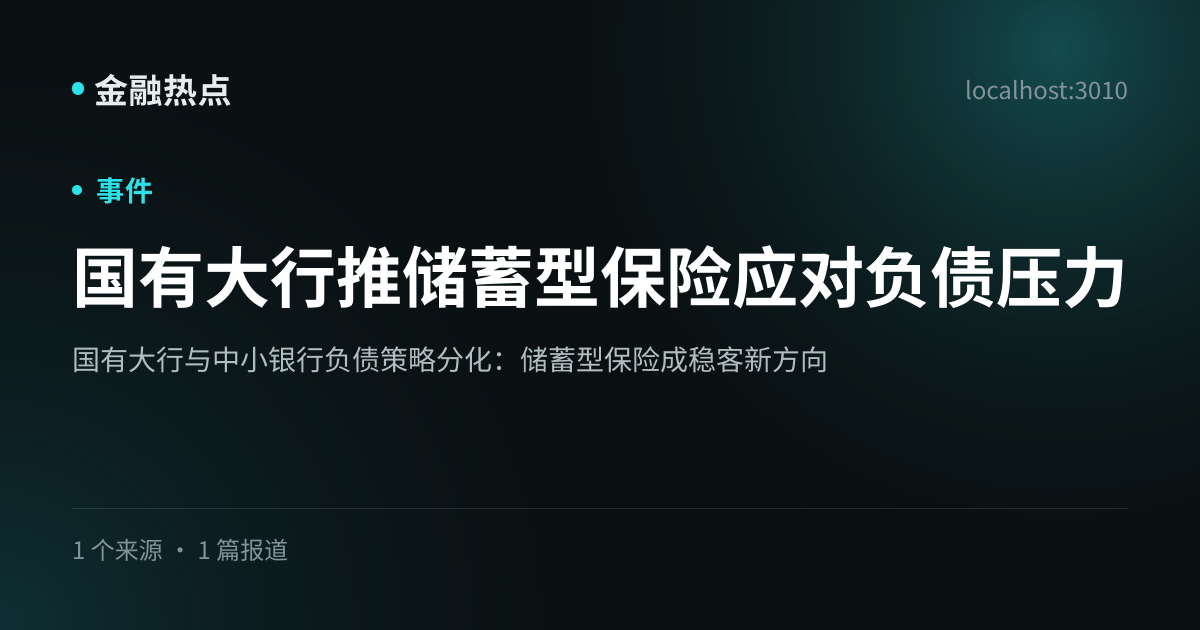 金融热点
localhost:3010
事件
国有大行推储蓄型保险应对负债压力
国有大行与中小银行负债策略分化：储蓄型保险成稳客新方向
1 个来源 · 1 篇报道